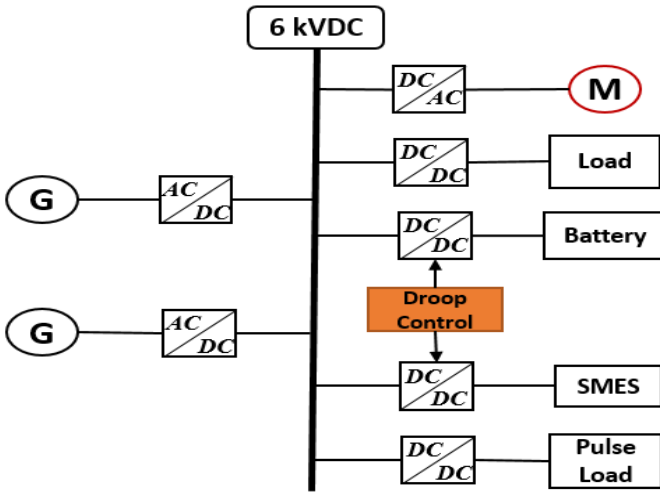 6 kVDC
DC
AC
M
DC
DC
Load
G
AC
DC
DC
DC
Battery
Droop
Control
G
AC
DC
DC
DC
SMES
DC
DC
Pulse
Load